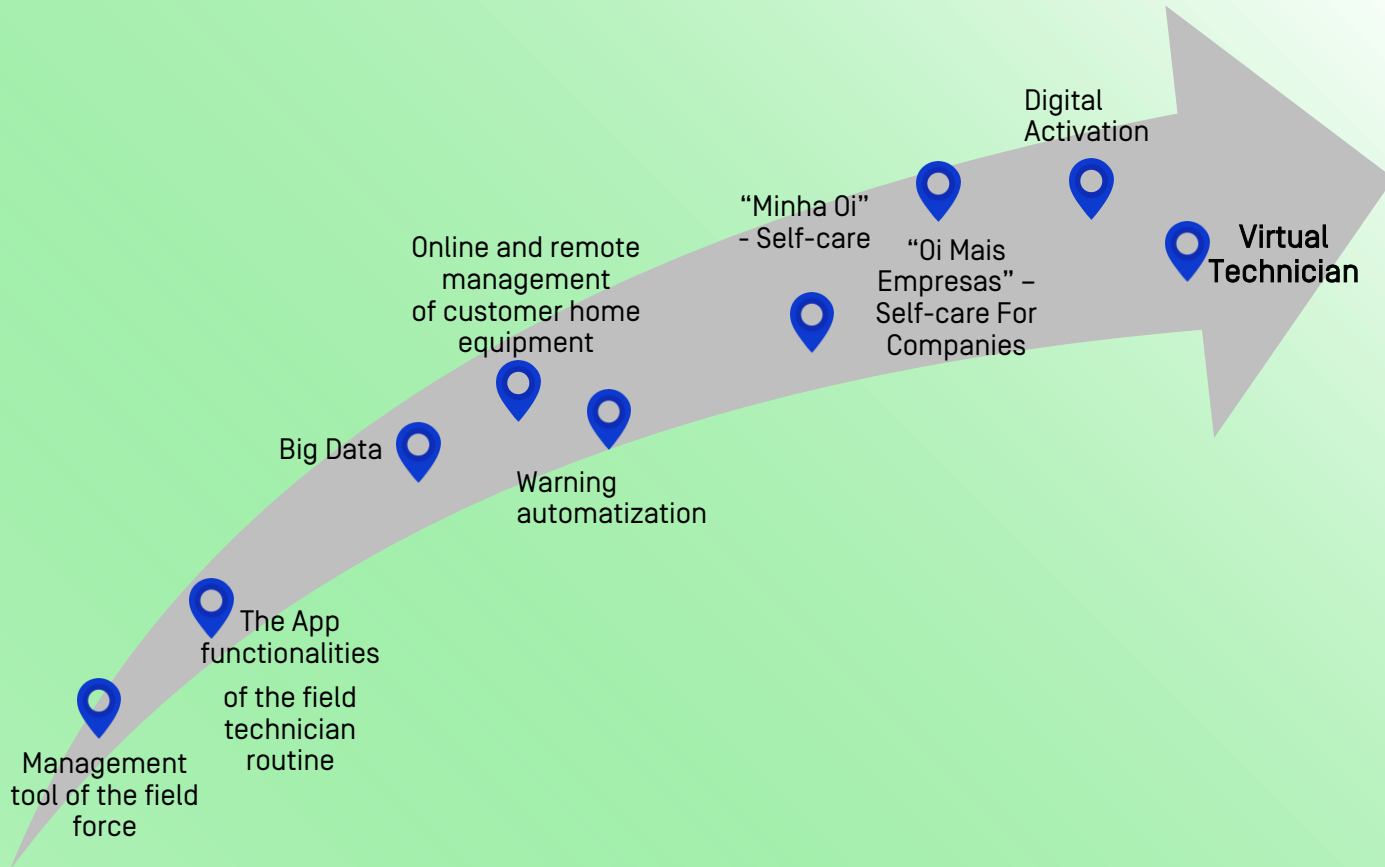 Digital
Activation
“Minha Oi”
- Self-care
“Oi Mais
Empresas” –
Self-care For
Companies
Virtual
Technician
Online and remote
management
of customer home
equipment
Big Data
Warning
automatization
The App
functionalities
of the field
technician
routine
Management
tool of the field
force